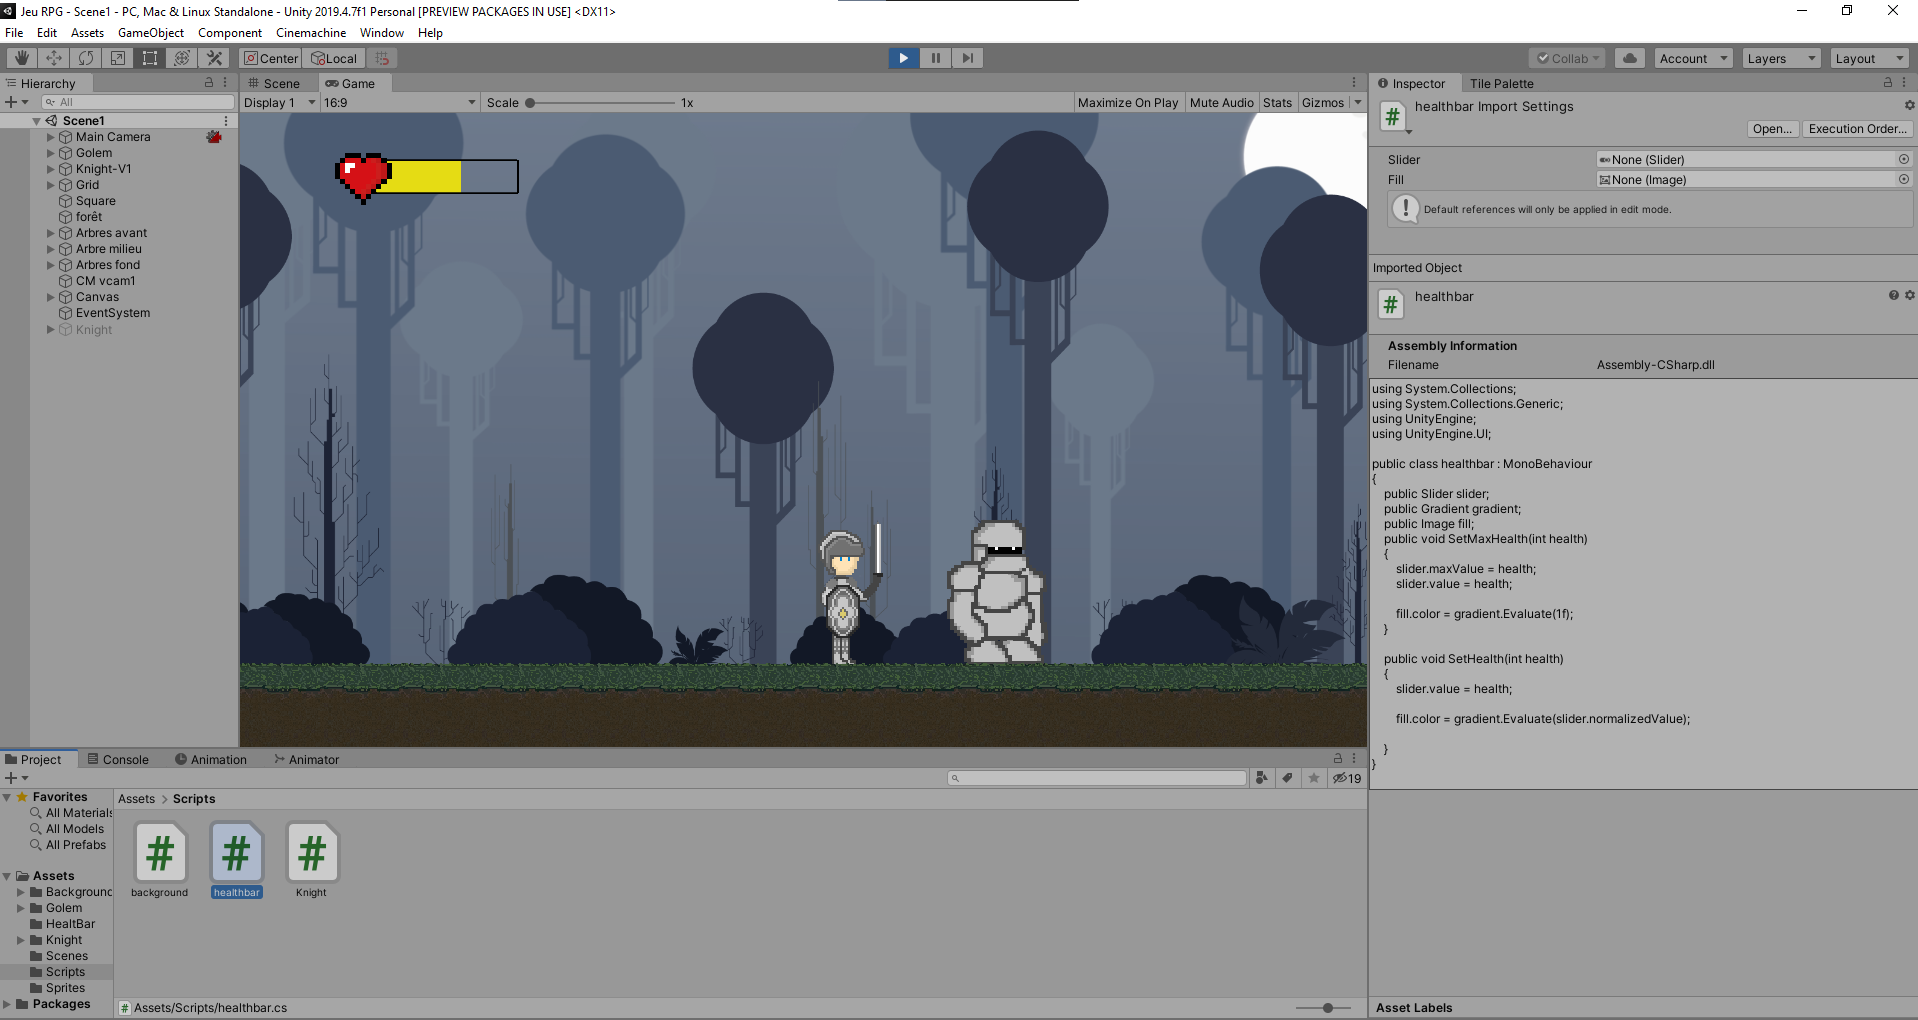 Jeu RPG - Scene1 - PC, Mac & Linux Standalone - Unity 2019.4.7f1 Personal [PREVIEW PACKAGES IN USE] <DX11>
File Edit Assets GameObject Component Cinemachine Window Help
Center Local Collab Account Layers Layout
Hierarchy
All
Scene1
Main Camera
Golem
Knight-V1
Grid
Square
forêt
Arbres avant
Arbre milieu
Arbres fond
CM vcam1
Canvas
EventSystem
Knight
Scene Game
Display 1 16:9 Scale 1x Maximize On Play Mute Audio Stats Gizmos
Inspector Tile Palette
healthbar Import Settings
Open... Execution Order...
Slider None (Slider)
Fill None (Image)
Default references will only be applied in edit mode.
Imported Object
healthbar
Assembly Information
Filename Assembly-CSharp.dll
using System.Collections;
using System.Collections.Generic;
using UnityEngine;
using UnityEngine.UI;
public class healthbar : MonoBehaviour
{
public Slider slider;
public Gradient gradient;
public Image fill;
public void SetMaxHealth(int health)
{
slider.maxValue = health;
slider.value = health;
fill.color = gradient.Evaluate(1f);
}
public void SetHealth(int health)
{
slider.value = health;
fill.color = gradient.Evaluate(slider.normalizedValue);
}
}
Asset Labels
Project Console Animation Animator
19
Favorites
All Materials
All Models
All Prefabs
Assets
Background
Golem
HealtBar
Knight
Scenes
Scripts
Sprites
Packages
Assets > Scripts
background healthbar Knight
Assets/Scripts/healthbar.cs